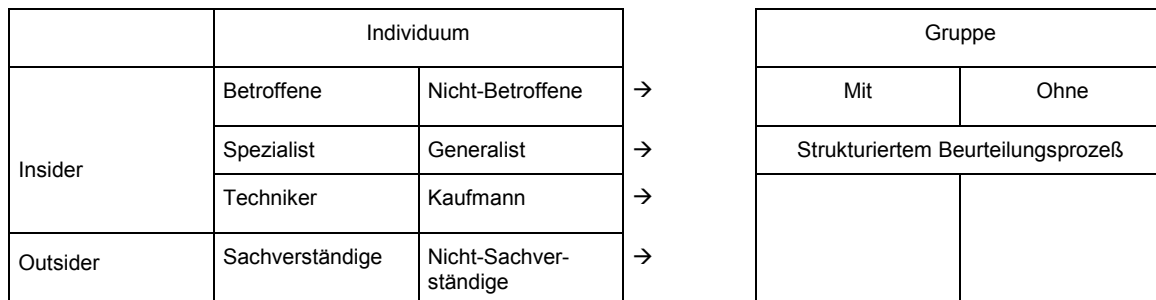 Individuum
Gruppe
Betroffene
Nicht-Betroffene
→
Mit
Ohne
Insider
Spezialist
Generalist
→
Strukturiertem Beurteilungsprozeß
Techniker
Kaufmann
→
Outsider
Sachverständige
Nicht-Sachver-
ständige
→